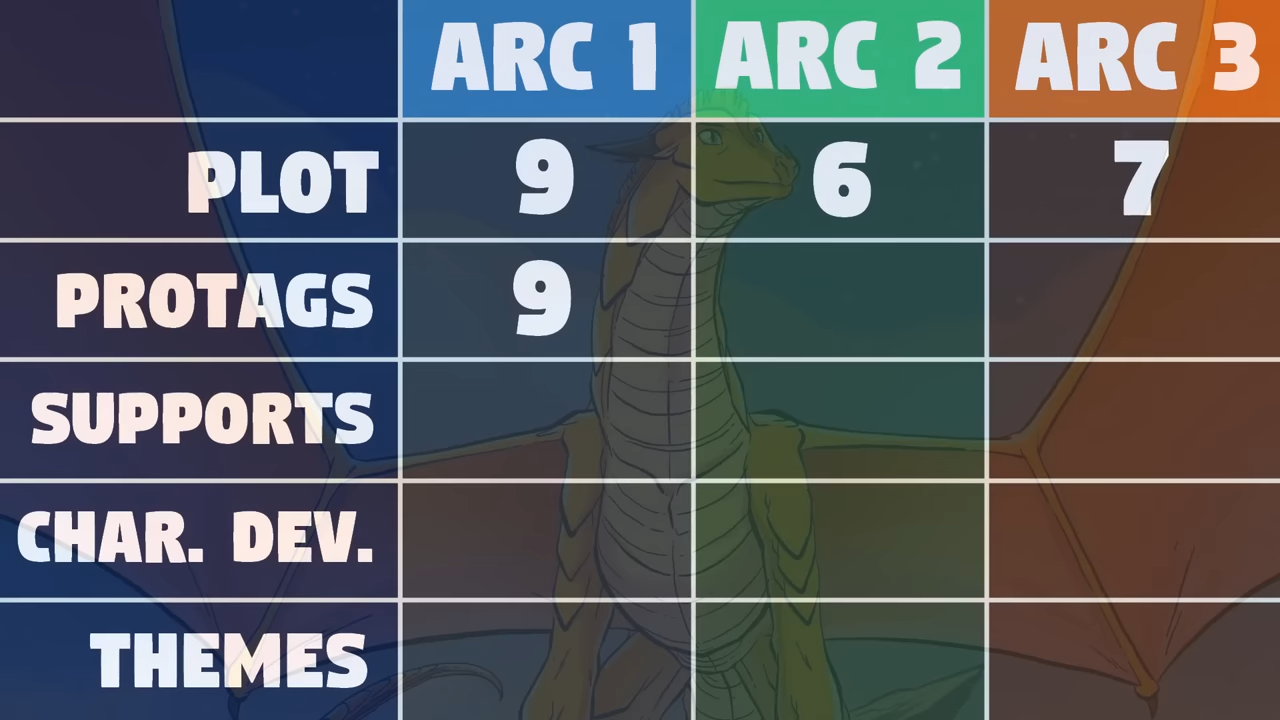 ARC 1 ARC 2 ARC 3
PLOT 9 6 7
PROTAGS 9
SUPPORTS
CHAR. DEV.
THEMES